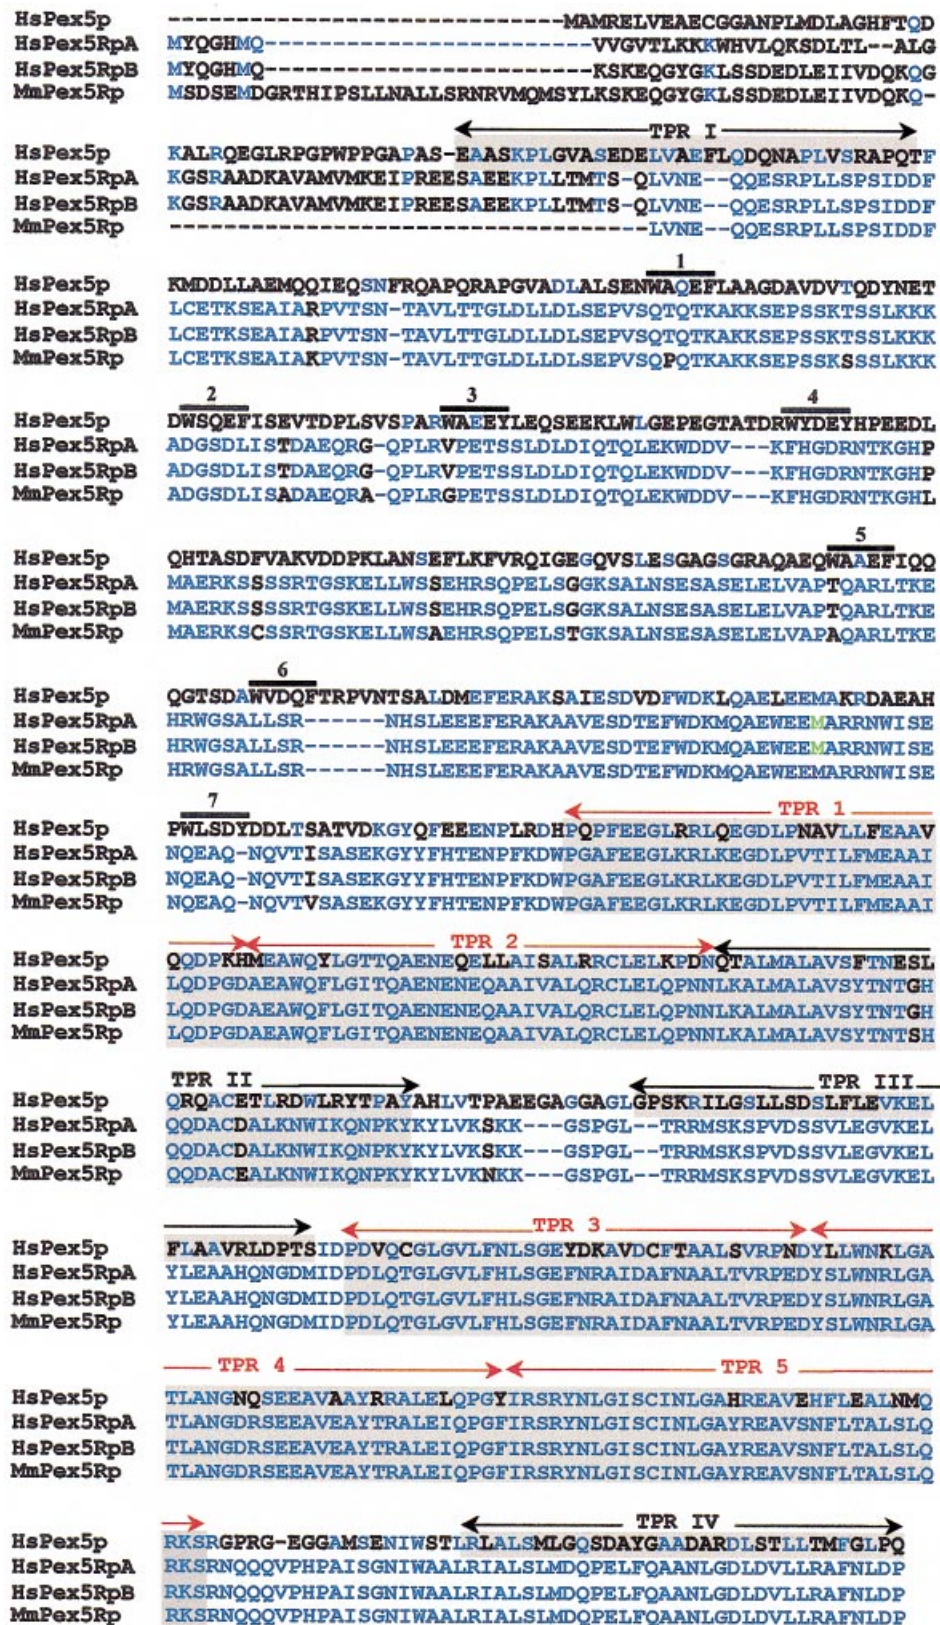 HsPex5p ----------------------------------MAMRELVEAECGGANPLMDLAGHFTQD
HsPex5RpA MYQGHMQ----------------------------VVGVTLKKKWHVLQKSDLTL--ALG
HsPex5RpB MYQGHMQ----------------------------KSKEQGYGKLSSDEDLEIIVDQKQG
MmPex5Rp MSDSEMDGRTHIPSLLNALLSRNRVMQMSYLKSKEQGYGKLSSDEDLEIIVDQKQ-
TPR I
HsPex5p KALRQEGLRPGPWPPGAPAS-EAASKPLGVASEDELVAEFLQDQNAPLVSRAPQTF
HsPex5RpA KGSRAADKAVAMVMKEIPREESAEEKPLLTMTS-QLVNE--QQESRPLLSPSIDDF
HsPex5RpB KGSRAADKAVAMVMKEIPREESAEEKPLLTMTS-QLVNE--QQESRPLLSPSIDDF
MmPex5Rp -----------------------------------LVNE--QQESRPLLSPSIDDF
1
HsPex5p KMDDLLAEMQQIEQSNFRQAPQRAPGVADLALSENWAQEFLAAGDAVDVTQDYNET
HsPex5RpA LCETKSEAIARPVTSN-TAVLTTGLDLLDLSEPVSQTQTKAKKSEPSSKTSSLKKK
HsPex5RpB LCETKSEAIARPVTSN-TAVLTTGLDLLDLSEPVSQTQTKAKKSEPSSKTSSLKKK
MmPex5Rp LCETKSEAIAKPVTSN-TAVLTTGLDLLDLSEPVSQPQTKAKKSEPSSKSSSLKKK
2 3 4
HsPex5p DWSQEFISEVTDPLSVSPARWAEEYLEQSEEKLWLGEPEGTATDRWYDEYHPEEDL
HsPex5RpA ADGSDLISTDAEQRG-QPLRVPETSSLDLDIQTQLEKWDDV---KFHGDRNTKGHP
HsPex5RpB ADGSDLISTDAEQRG-QPLRVPETSSLDLDIQTQLEKWDDV---KFHGDRNTKGHP
MmPex5Rp ADGSDLISADAEQRA-QPLRGPETSSLDLDIQTQLEKWDDV---KFHGDRNTKGHL
5
HsPex5p QHTASDFVAKVDDPKLANSEFLKFVRQIGEGQVSLESGAGSGRAQAEQWAAEFIQQ
HsPex5RpA MAERKSSSSRTGSKELLWSSEHRSQPELSGGKSALNSESASELELVAPTQARLTKE
HsPex5RpB MAERKSSSSRTGSKELLWSSEHRSQPELSGGKSALNSESASELELVAPTQARLTKE
MmPex5Rp MAERKSCSSRTGSKELLWSAEHRSQPELSTGKSALNSESASELELVAPAQARLTKE
6
HsPex5p QGTSDAWVDQFTRPVNTSALDMEFERAKSAIESDVDFWDKLQAELEEMAKRDAEAH
HsPex5RpA HRWGSALLSR------NHSLEEEFERAKAAVESDTEFWDKMQAEWEEMARRNWISE
HsPex5RpB HRWGSALLSR------NHSLEEEFERAKAAVESDTEFWDKMQAEWEEMARRNWISE
MmPex5Rp HRWGSALLSR------NHSLEEEFERAKAAVESDTEFWDKMQAEWEEMARRNWISE
7 TPR 1
HsPex5p PWLSDYDDLTSATVDKGYQFEEENPLRDHPQPFEEGLRRLQEGDLPNAVLLFEAAV
HsPex5RpA NQEAQ-NQVTISASEKGYYFHTENPFKDWPGAFEEGLKRLKEGDLPVTILFMEAAI
HsPex5RpB NQEAQ-NQVTISASEKGYYFHTENPFKDWPGAFEEGLKRLKEGDLPVTILFMEAAI
MmPex5Rp NQEAQ-NQVTVSASEKGYYFHTENPFKDWPGAFEEGLKRLKEGDLPVTILFMEAAI
TPR 2
HsPex5p QQDPKHMEAWQYLGTTQAENEQELLAISALRRCLELKPDNQTALMALAVSFTNESL
HsPex5RpA LQDPGDAEAWQFLGITQAENENEQAAIVALQRCLELQPNNLKALMALAVSYTNTGH
HsPex5RpB LQDPGDAEAWQFLGITQAENENEQAAIVALQRCLELQPNNLKALMALAVSYTNTGH
MmPex5Rp LQDPGDAEAWQFLGITQAENENEQAAIVALQRCLELQPNNLKALMALAVSYTNTSH
TPR II TPR III
HsPex5p QRQACETLRDWLRYTPAYAHLVTPAEEGAGGAGLGPSKRILGSLLSDSLFLEVKEL
HsPex5RpA QQDACDALKNWIKQNPKYKYLVKSKK---GSPGL--TRRMSKSPVDSSVLEGVKEL
HsPex5RpB QQDACDALKNWIKQNPKYKYLVKSKK---GSPGL--TRRMSKSPVDSSVLEGVKEL
MmPex5Rp QQDACEALKNWIKQNPKYKYLVKNKK---GSPGL--TRRMSKSPVDSSVLEGVKEL
TPR 3
HsPex5p FLAAVRLDPTSIDPDVQCGLGVLFNLSGEYDKAVDCFTAALSVRPNDYLLWNKLGA
HsPex5RpA YLEAAHQNGDMIDPDLQTGLGVLFHLSGEFNRAIDAFNAALTVRPEDYSLWNRLGA
HsPex5RpB YLEAAHQNGDMIDPDLQTGLGVLFHLSGEFNRAIDAFNAALTVRPEDYSLWNRLGA
MmPex5Rp YLEAAHQNGDMIDPDLQTGLGVLFHLSGEFNRAIDAFNAALTVRPEDYSLWNRLGA
TPR 4 TPR 5
HsPex5p TLANGNQSEEAVAAYRRALELQPGYIRSRYNLGISCINLGAHREAVEHFLEALNMQ
HsPex5RpA TLANGDRSEEAVEAYTRALEIQPGFIRSRYNLGISCINLGAYREAVSNFLTALSLQ
HsPex5RpB TLANGDRSEEAVEAYTRALEIQPGFIRSRYNLGISCINLGAYREAVSNFLTALSLQ
MmPex5Rp TLANGDRSEEAVEAYTRALEIQPGFIRSRYNLGISCINLGAYREAVSNFLTALSLQ
TPR IV
HsPex5p RKSRGPRG-EGGAMSENIWSTLRLALSMLGQSDAYGAADARDLSTLLTMFGLPQ
HsPex5RpA RKSRNQQQVPHPAISGNIWAALRIALSLMDQPELFQAANLGDLDVLLRAFNLDP
HsPex5RpB RKSRNQQQVPHPAISGNIWAALRIALSLMDQPELFQAANLGDLDVLLRAFNLDP
MmPex5Rp RKSRNQQQVPHPAISGNIWAALRIALSLMDQPELFQAANLGDLDVLLRAFNLDP